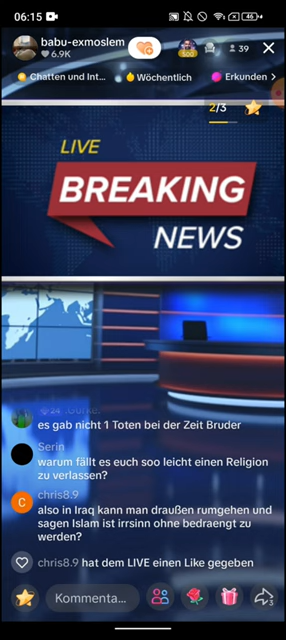 06:15
46
babu-exmoslem
6.9K
500
39
Chatten und Int...
Wöchentlich
Erkunden
2/3
LIVE
BREAKING
NEWS
es gab nicht 1 Toten bei der Zeit Bruder
Serin
warum fällt es euch soo leicht einen Religion
zu verlassen?
chris8.9
also in Iraq kann man draußen rumgehen und
sagen Islam ist irrsinn ohne bedraengt zu
werden?
chris8.9 hat dem LIVE einen Like gegeben
Kommenta...
3